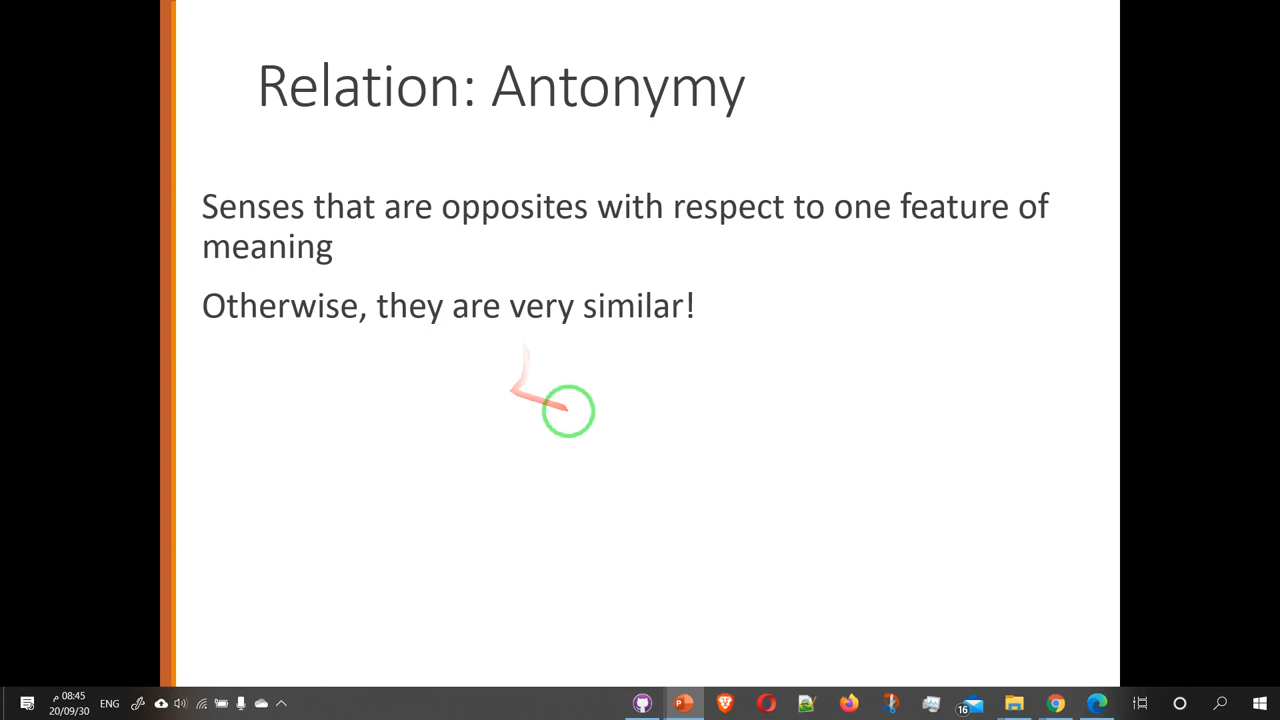 Relation: Antonymy
Senses that are opposites with respect to one feature of
meaning
Otherwise, they are very similar!
08:45 م
20/09/30
ENG
16